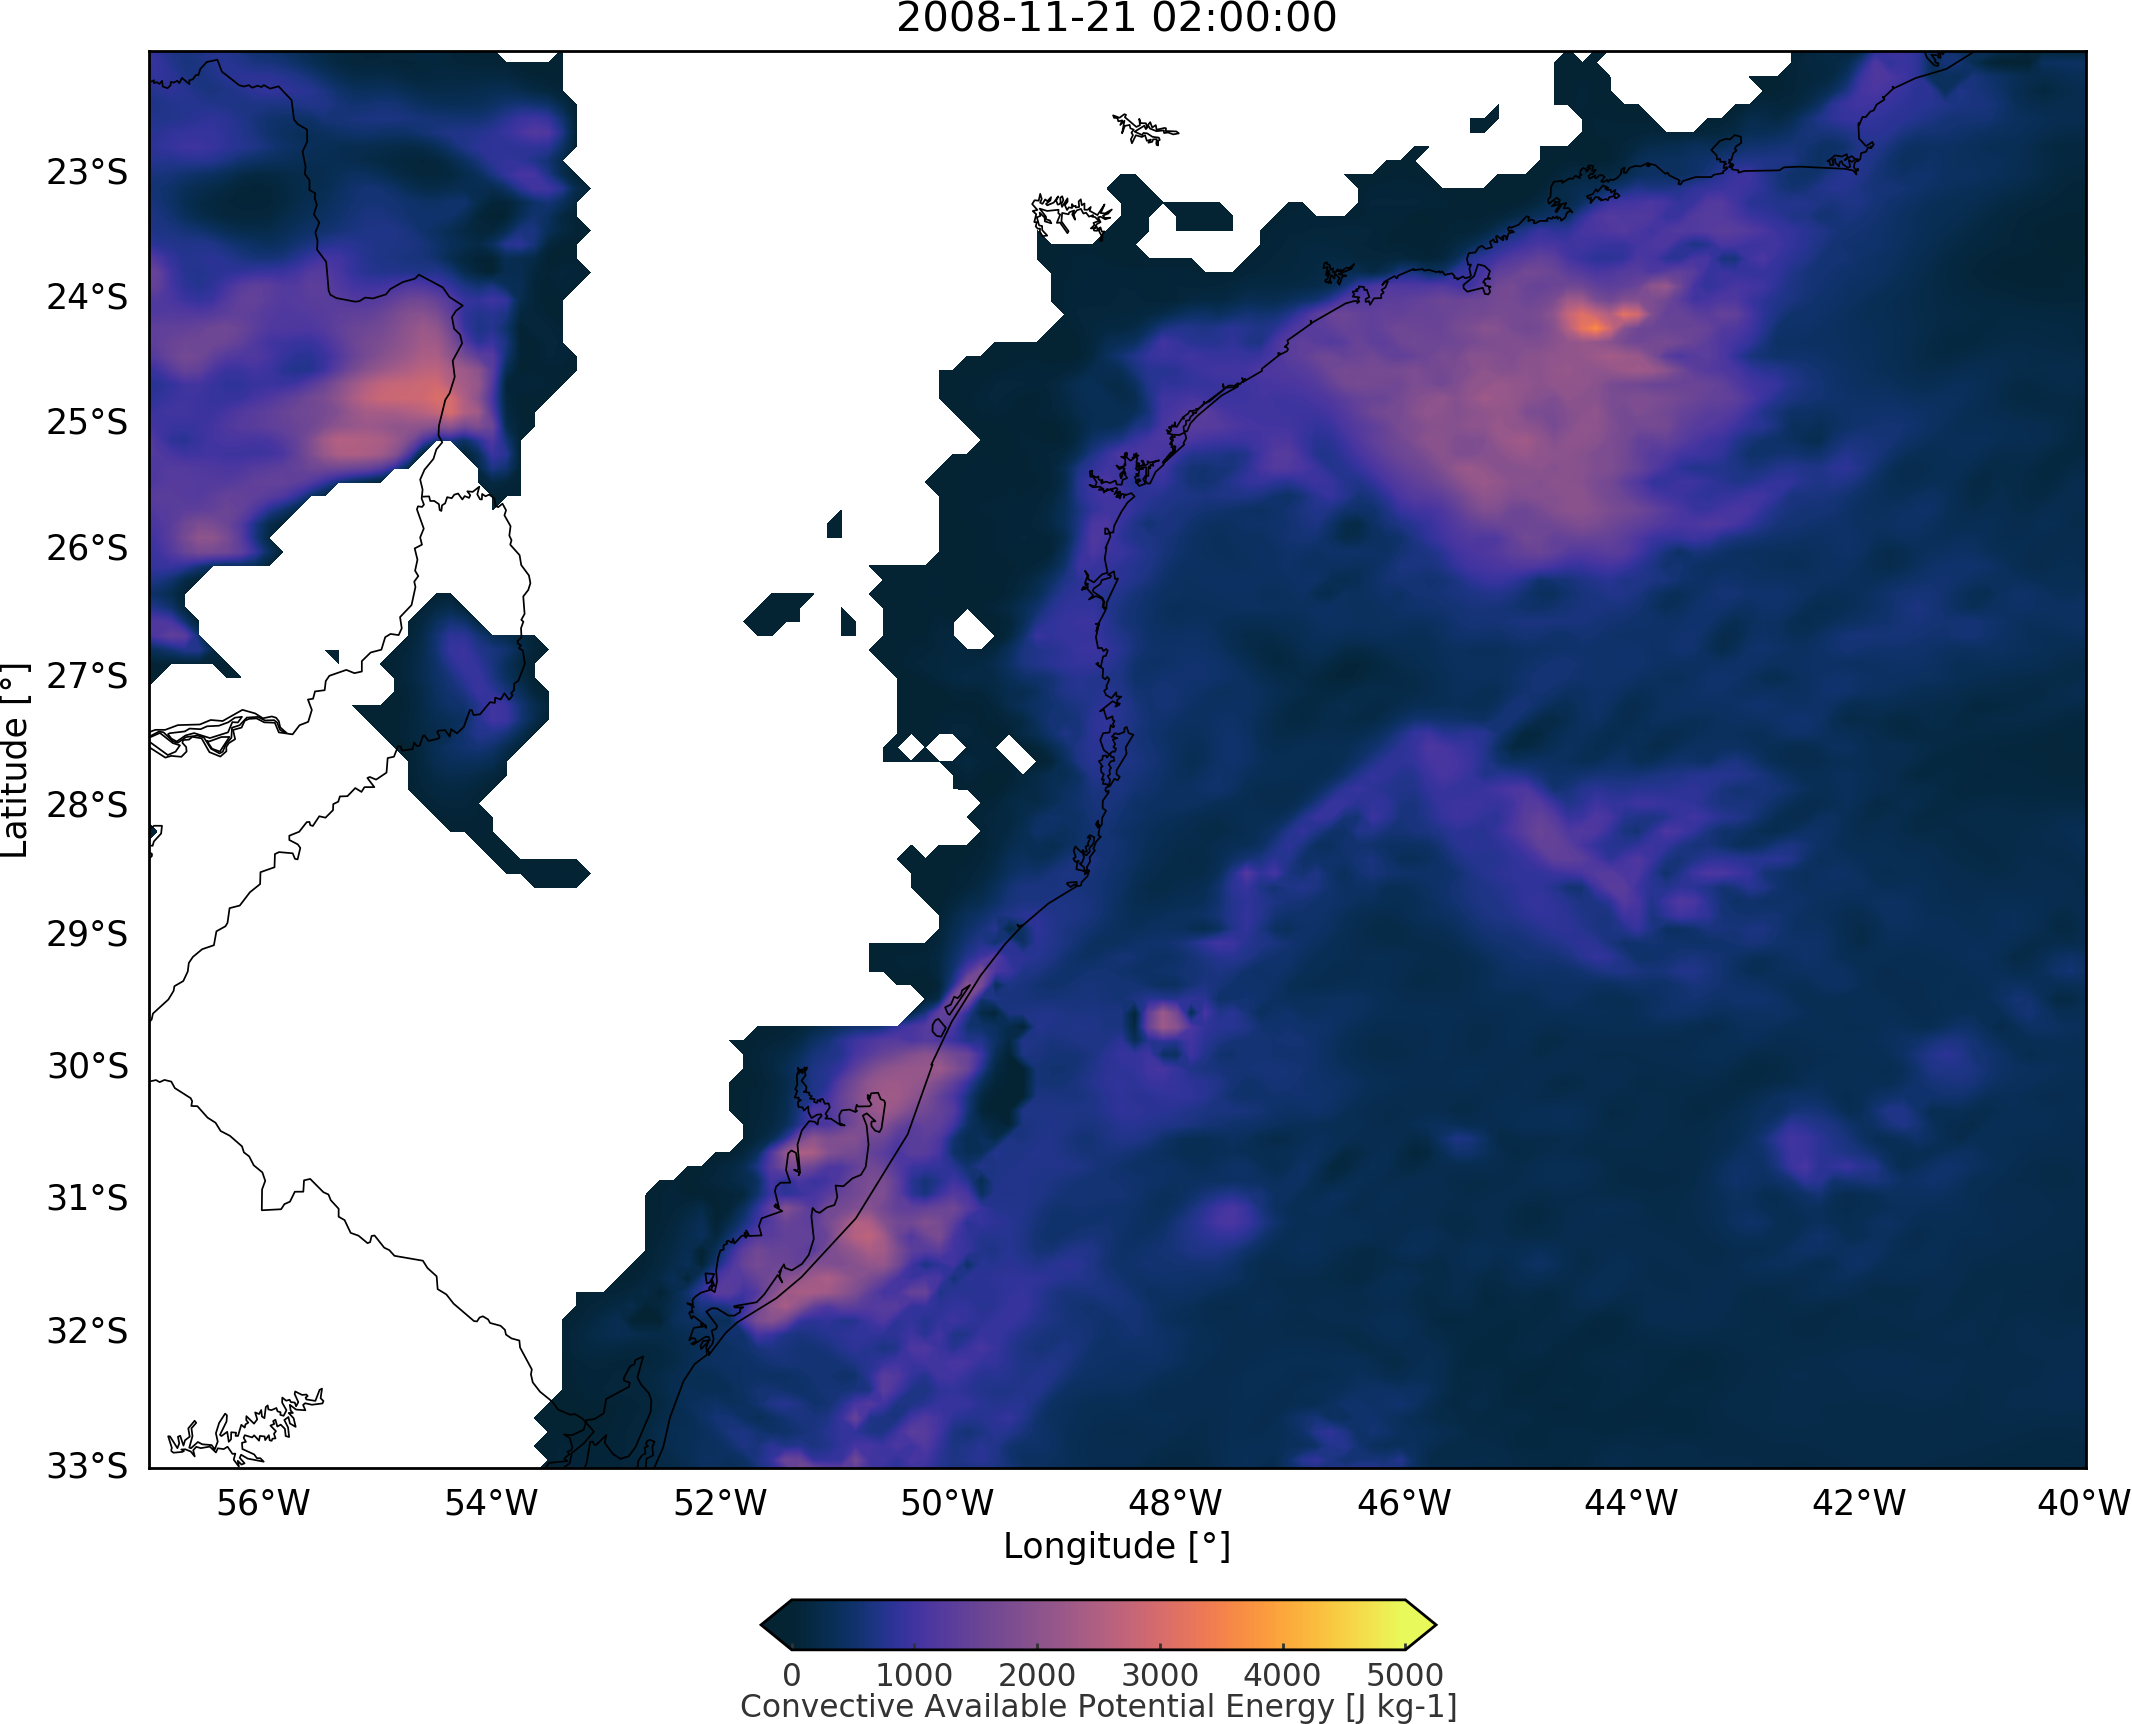 2008-11-21 02:00:00
23°S
24°S
25°S
26°S
27°S
28°S
29°S
30°S
31°S
32°S
33°S
Latitude [°]
56°W 54°W 52°W 50°W 48°W 46°W 44°W 42°W 40°W
Longitude [°]
0 1000 2000 3000 4000 5000
Convective Available Potential Energy [J kg-1]